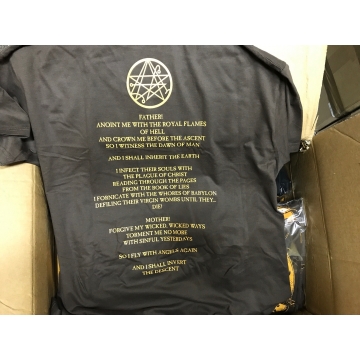 FATHER!
ANOINT ME WITH THE ROYAL FLAMES
OF HELL
AND CROWN ME BEFORE THE ASCENT
SO I WITNESS THE DAWN OF MAN
AND I SHALL INHERIT THE EARTH
I INFECT THEIR SOULS WITH
THE PLAGUE OF CHRIST
READING THROUGH THE PAGES
FROM THE BOOK OF LIES
I FORNICATE WITH THE WHORES OF BABYLON
DEFILING THEIR VIRGIN WOMBS UNTIL THEY...
DIE!
MOTHER!
FORGIVE MY WICKED, WICKED WAYS
TORMENT ME NO MORE
WITH SINFUL YESTERDAYS
SO I FLY WITH ANGELS AGAIN
AND I SHALL INVERT
THE DESCENT